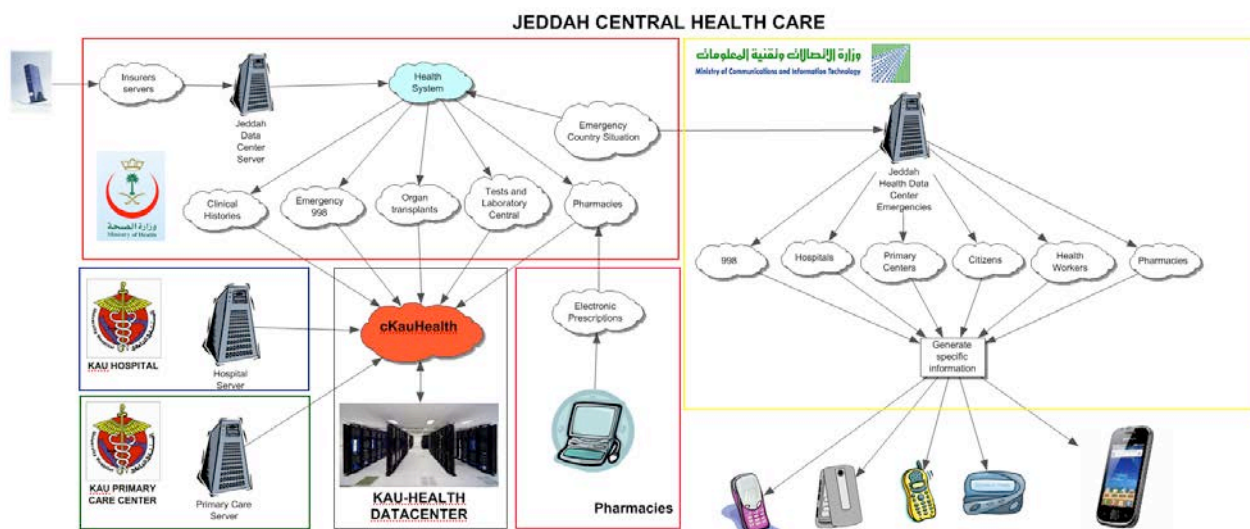 JEDDAH CENTRAL HEALTH CARE
وزارة الاتصالات وتقنية المعلومات
Ministry of Communications and Information Technology
Insurers
servers
Jeddah
Data
Center
Server
Health
System
Emergency
Country Situation
Clinical
Histories
Emergency
998
Organ
transplants
Tests and
Laboratory
Central
Pharmacies
وزارة الصحة
Ministry of Health
Jeddah
Health Data
Center
Emergencies
998
Hospitals
Primary
Centers
Citizens
Health
Workers
Pharmacies
Generate
specific
information
KAU HOSPITAL
Hospital
Server
cKauHealth
Electronic
Prescriptions
KAU PRIMARY
CARE CENTER
Primary Care
Server
KAU-HEALTH
DATACENTER
Pharmacies